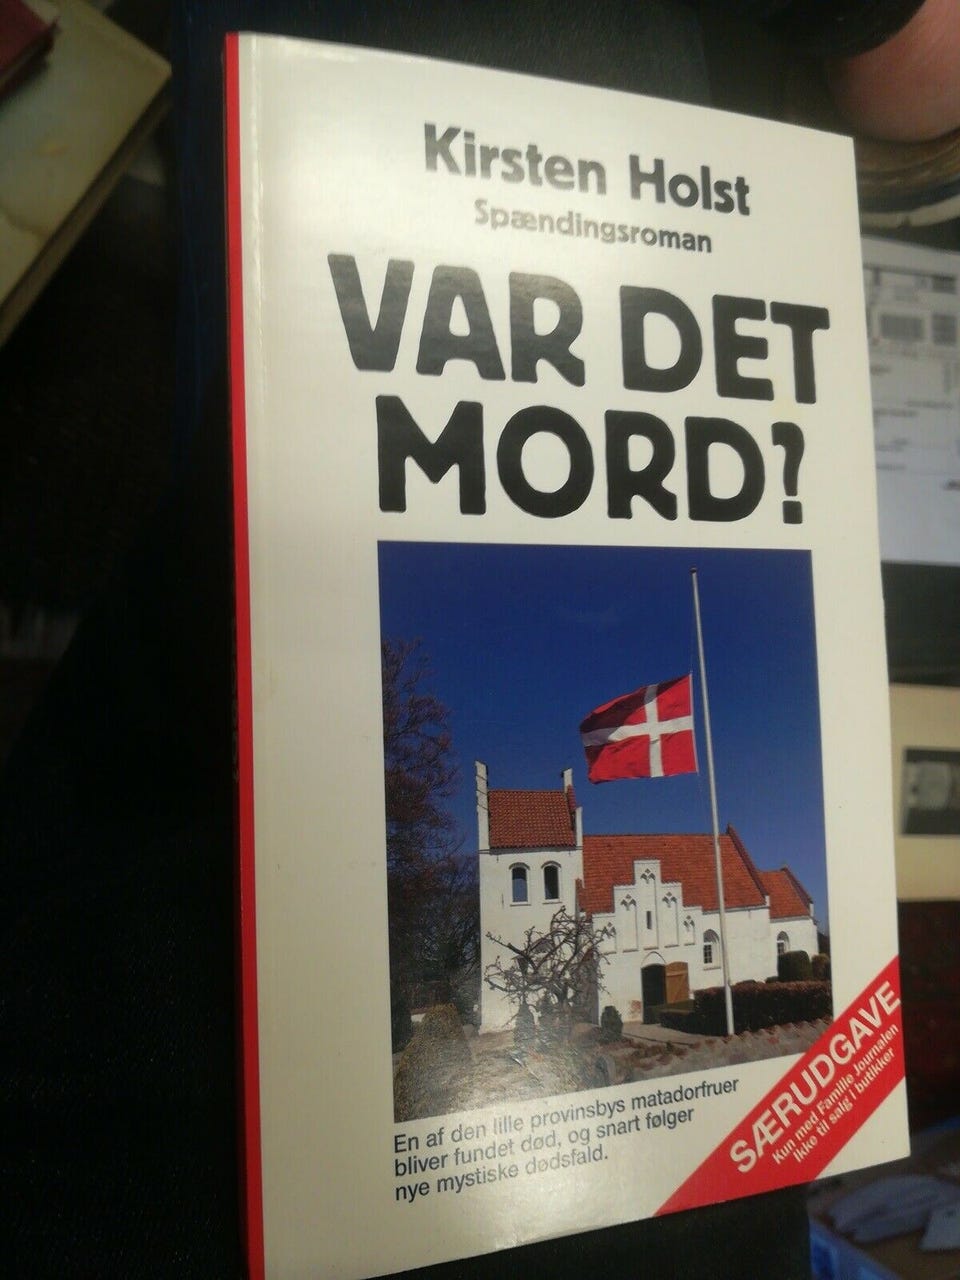 Kirsten Holst
Spændingsroman
VAR DET
MORD?
En af den lille provinsbys matadorfruer
bliver fundet død, og snart følger
nye mystiske dødsfald.
SÆRUDGAVE
Kun med Familie Journalen
Ikke til salg i butikker